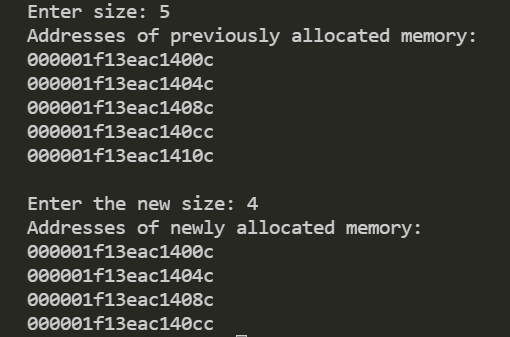 Enter size: 5
Addresses of previously allocated memory:
000001f13eac1400c
000001f13eac1404c
000001f13eac1408c
000001f13eac140cc
000001f13eac1410c
Enter the new size: 4
Addresses of newly allocated memory:
000001f13eac1400c
000001f13eac1404c
000001f13eac1408c
000001f13eac140cc